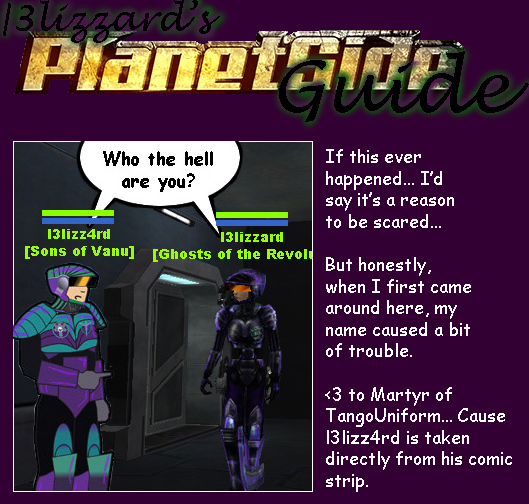 |3lizzard's
PlanetSide
Guide
Who the hell
are you?
l3lizz4rd
[Sons of Vanu]
l3lizzard
[Ghosts of the Revolu
If this ever
happened... I'd
say it's a reason
to be scared...
But honestly,
when I first came
around here, my
name caused a bit
of trouble.
<3 to Martyr of
TangoUniform... Cause
l3lizz4rd is taken
directly from his comic
strip.